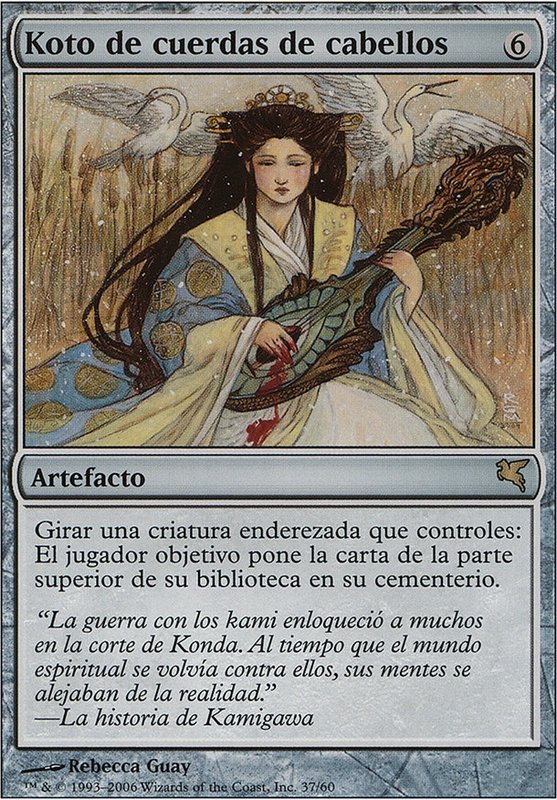 Koto de cuerdas de cabellos 6
Artefacto
Girar una criatura enderezada que controles:
El jugador objetivo pone la carta de la parte
superior de su biblioteca en su cementerio.
“La guerra con los kami enloqueció a muchos
en la corte de Konda. Al tiempo que el mundo
espiritual se volvía contra ellos, sus mentes se
alejaban de la realidad.”
—La historia de Kamigawa
Rebecca Guay
™ & © 1993–2006 Wizards of the Coast, Inc. 37/60